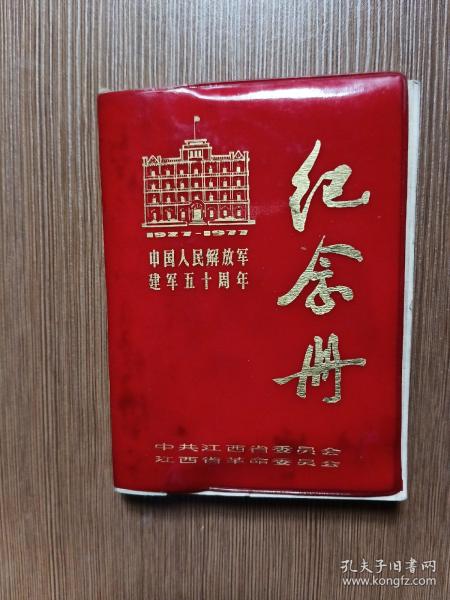 1927-1977
中国人民解放军
建军五十周年
纪念册
中共江西省委员会
江西省革命委员会
孔夫子旧书网
www.kongfz.com